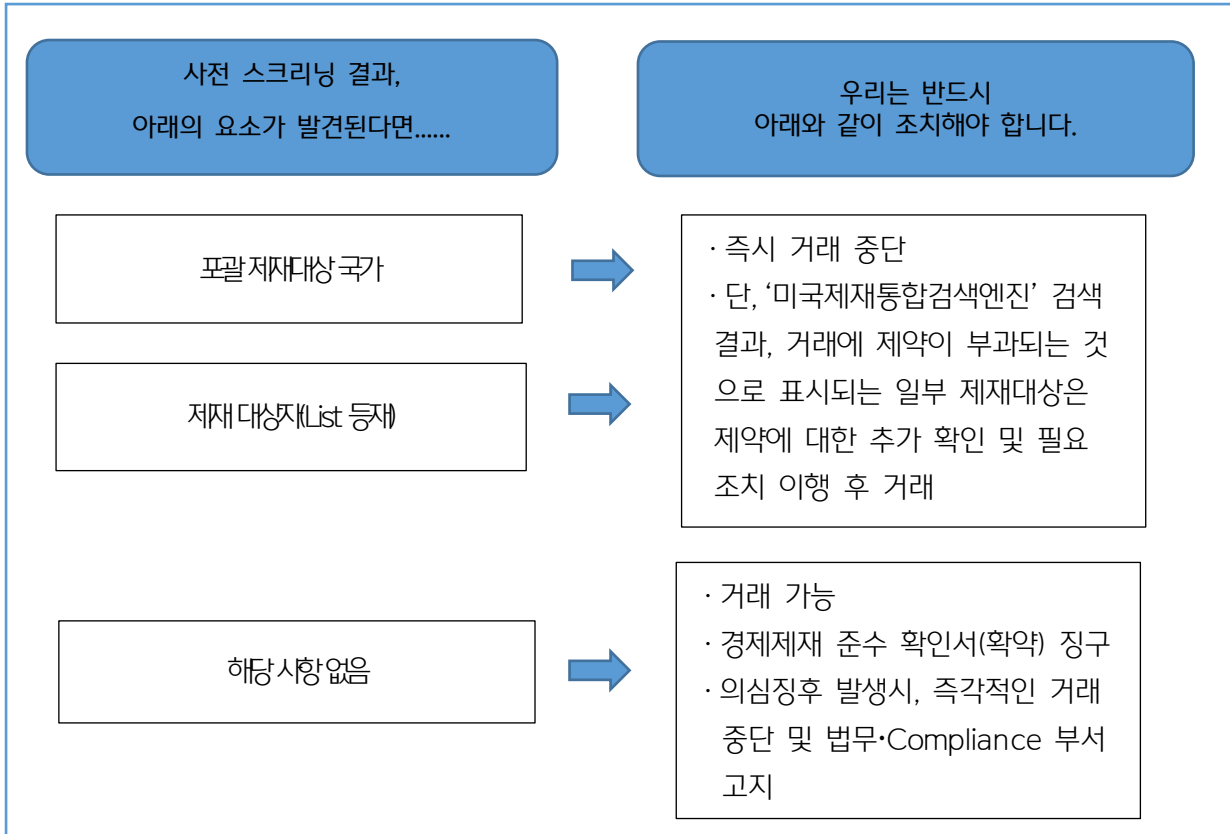 사전 스크리닝 결과,
아래의 요소가 발견된다면......
우리는 반드시
아래와 같이 조치해야 합니다.
포괄 제재대상 국가
제재 대상자(List 등재)
· 즉시 거래 중단
· 단, ‘미국제재통합검색엔진’ 검색
결과, 거래에 제약이 부과되는 것
으로 표시되는 일부 제재대상은
제약에 대한 추가 확인 및 필요
조치 이행 후 거래
해당 사항 없음
· 거래 가능
· 경제제재 준수 확인서(확약) 징구
· 의심징후 발생시, 즉각적인 거래
중단 및 법무•Compliance 부서
고지